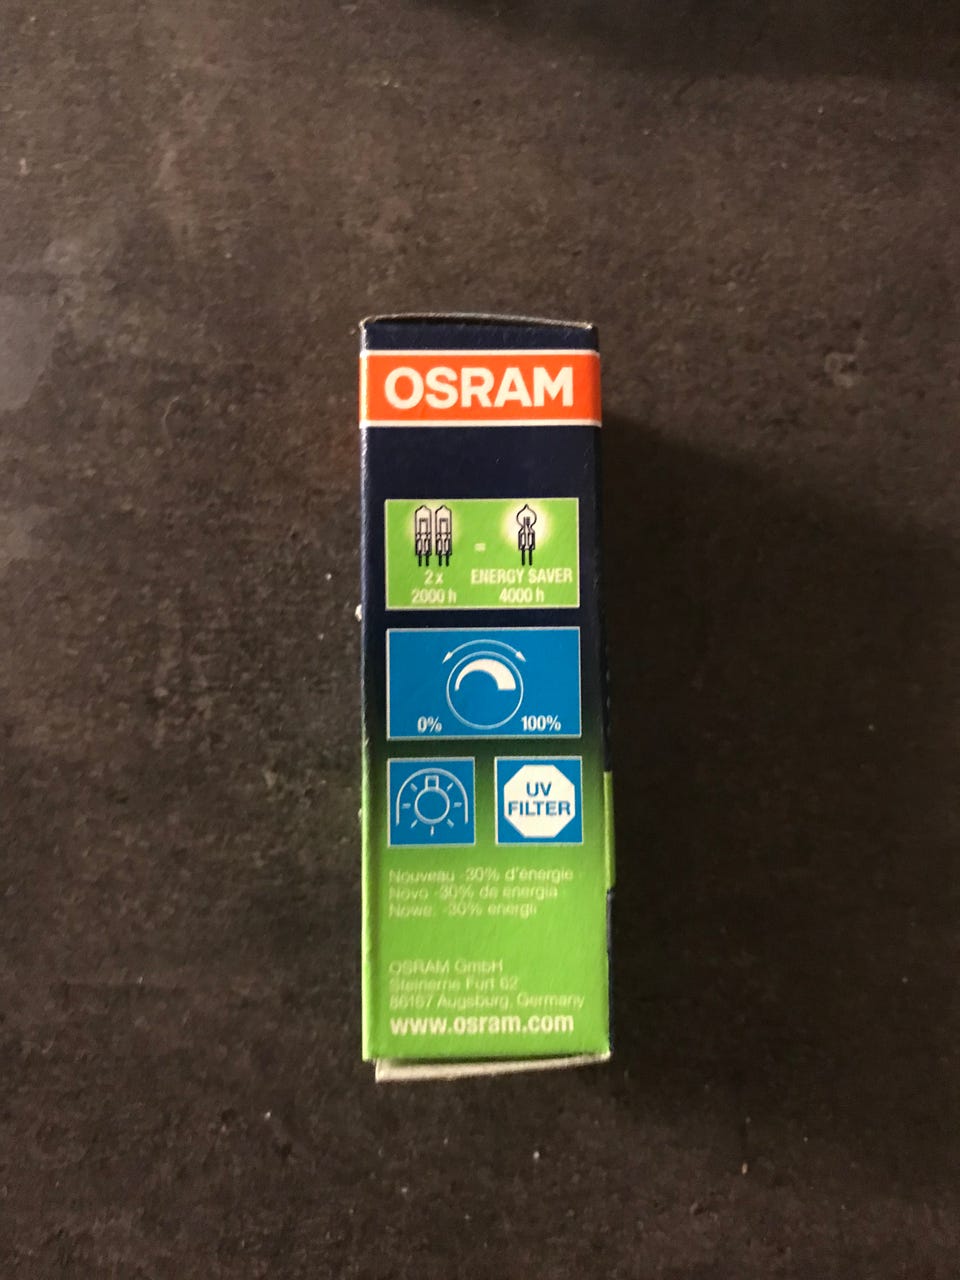 OSRAM
=
2x ENERGY SAVER
2000 h 4000 h
0% 100%
UV
FILTER
Nouveau -30% d'énergie
Novo -30% de energia
Nowe: -30% energii
OSRAM GmbH
Steinerne Furt 62
86167 Augsburg, Germany
www.osram.com